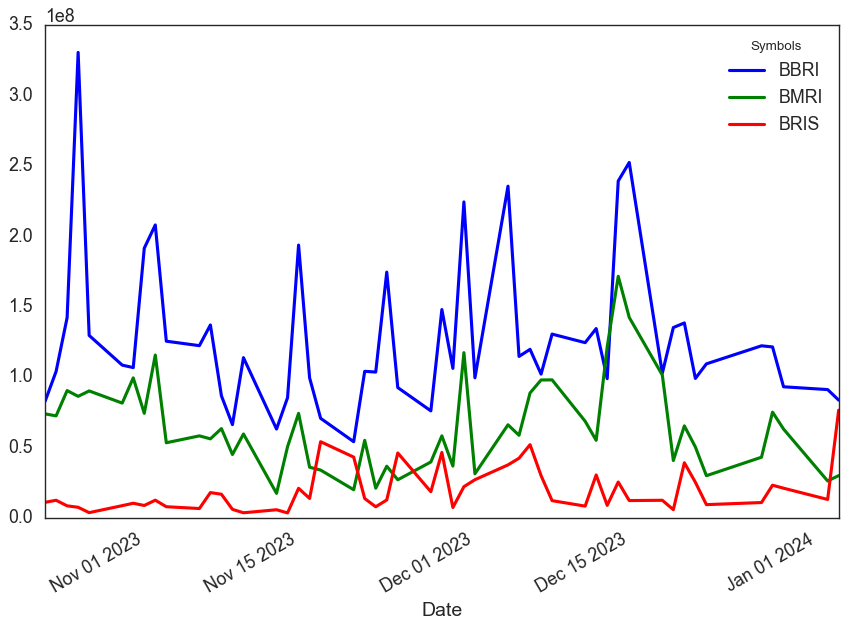 1e8
3.5
3.0
2.5
2.0
1.5
1.0
0.5
0.0
Symbols
BBRI
BMRI
BRIS
Nov 01 2023
Nov 15 2023
Dec 01 2023
Dec 15 2023
Jan 01 2024
Date